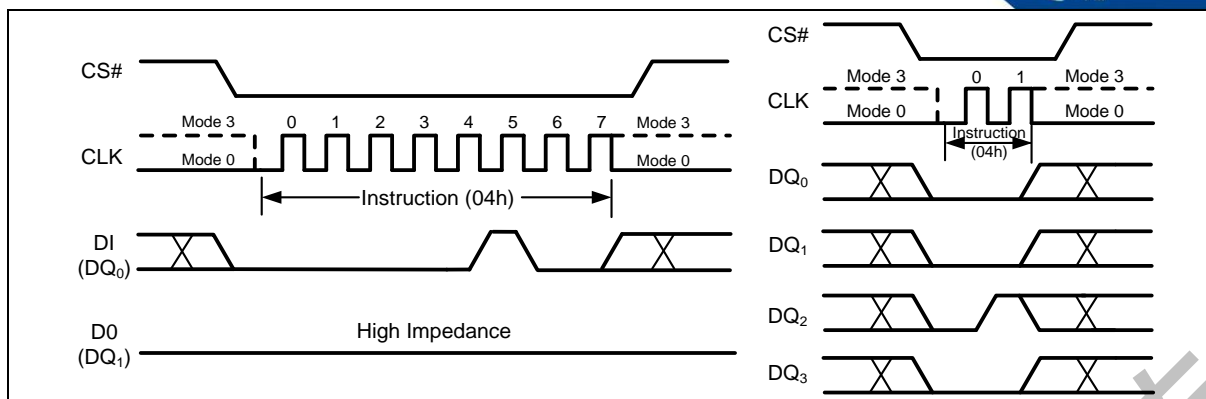 CS#
Mode 3 0 1 2 3 4 5 6 7 Mode 3
CLK
Mode 0 Mode 0
Instruction (04h)
DI
(DQ₀)
D0
(DQ₁)
High Impedance
CS#
Mode 3 0 1 Mode 3
CLK
Mode 0 Mode 0
Instruction
(04h)
DQ₀
DQ₁
DQ₂
DQ₃